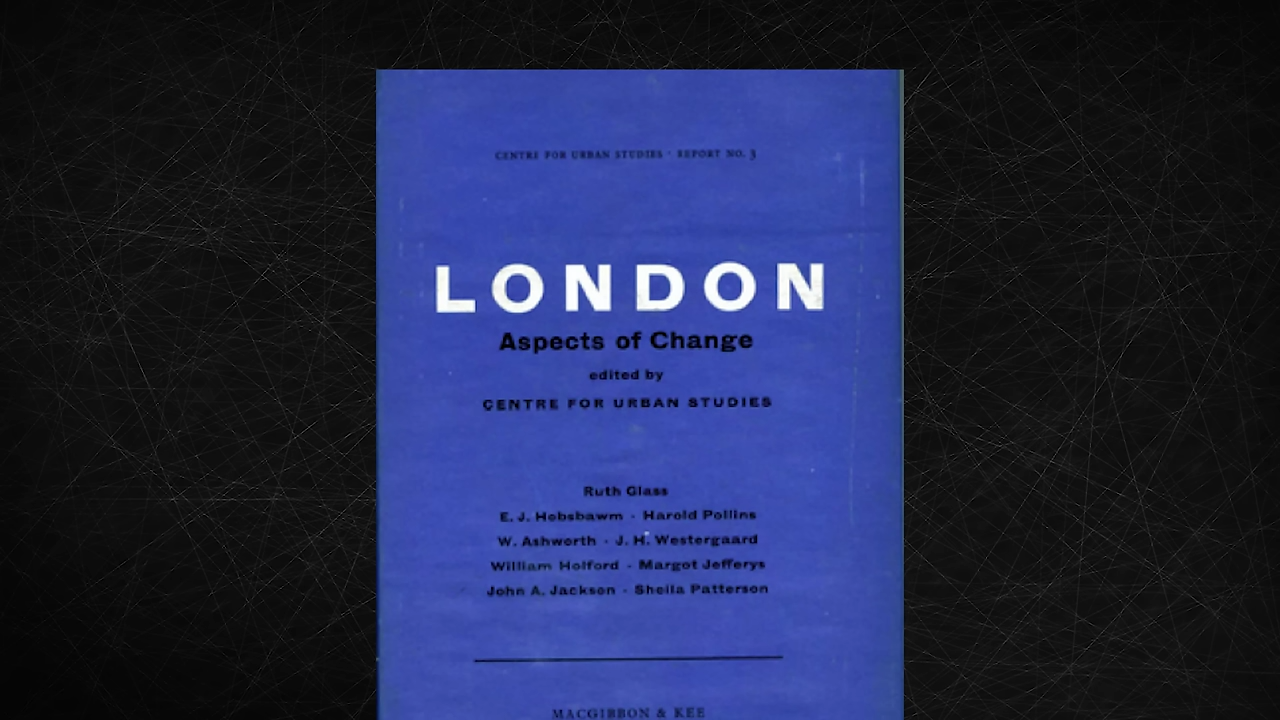 CENTRE FOR URBAN STUDIES · REPORT NO. 3
LONDON
Aspects of Change
edited by
CENTRE FOR URBAN STUDIES
Ruth Glass
E. J. Hobsbawm · Harold Pollins
W. Ashworth · J. H. Westergaard
William Holford · Margot Jefferys
John A. Jackson · Sheila Patterson
MACGIBBON & KEE